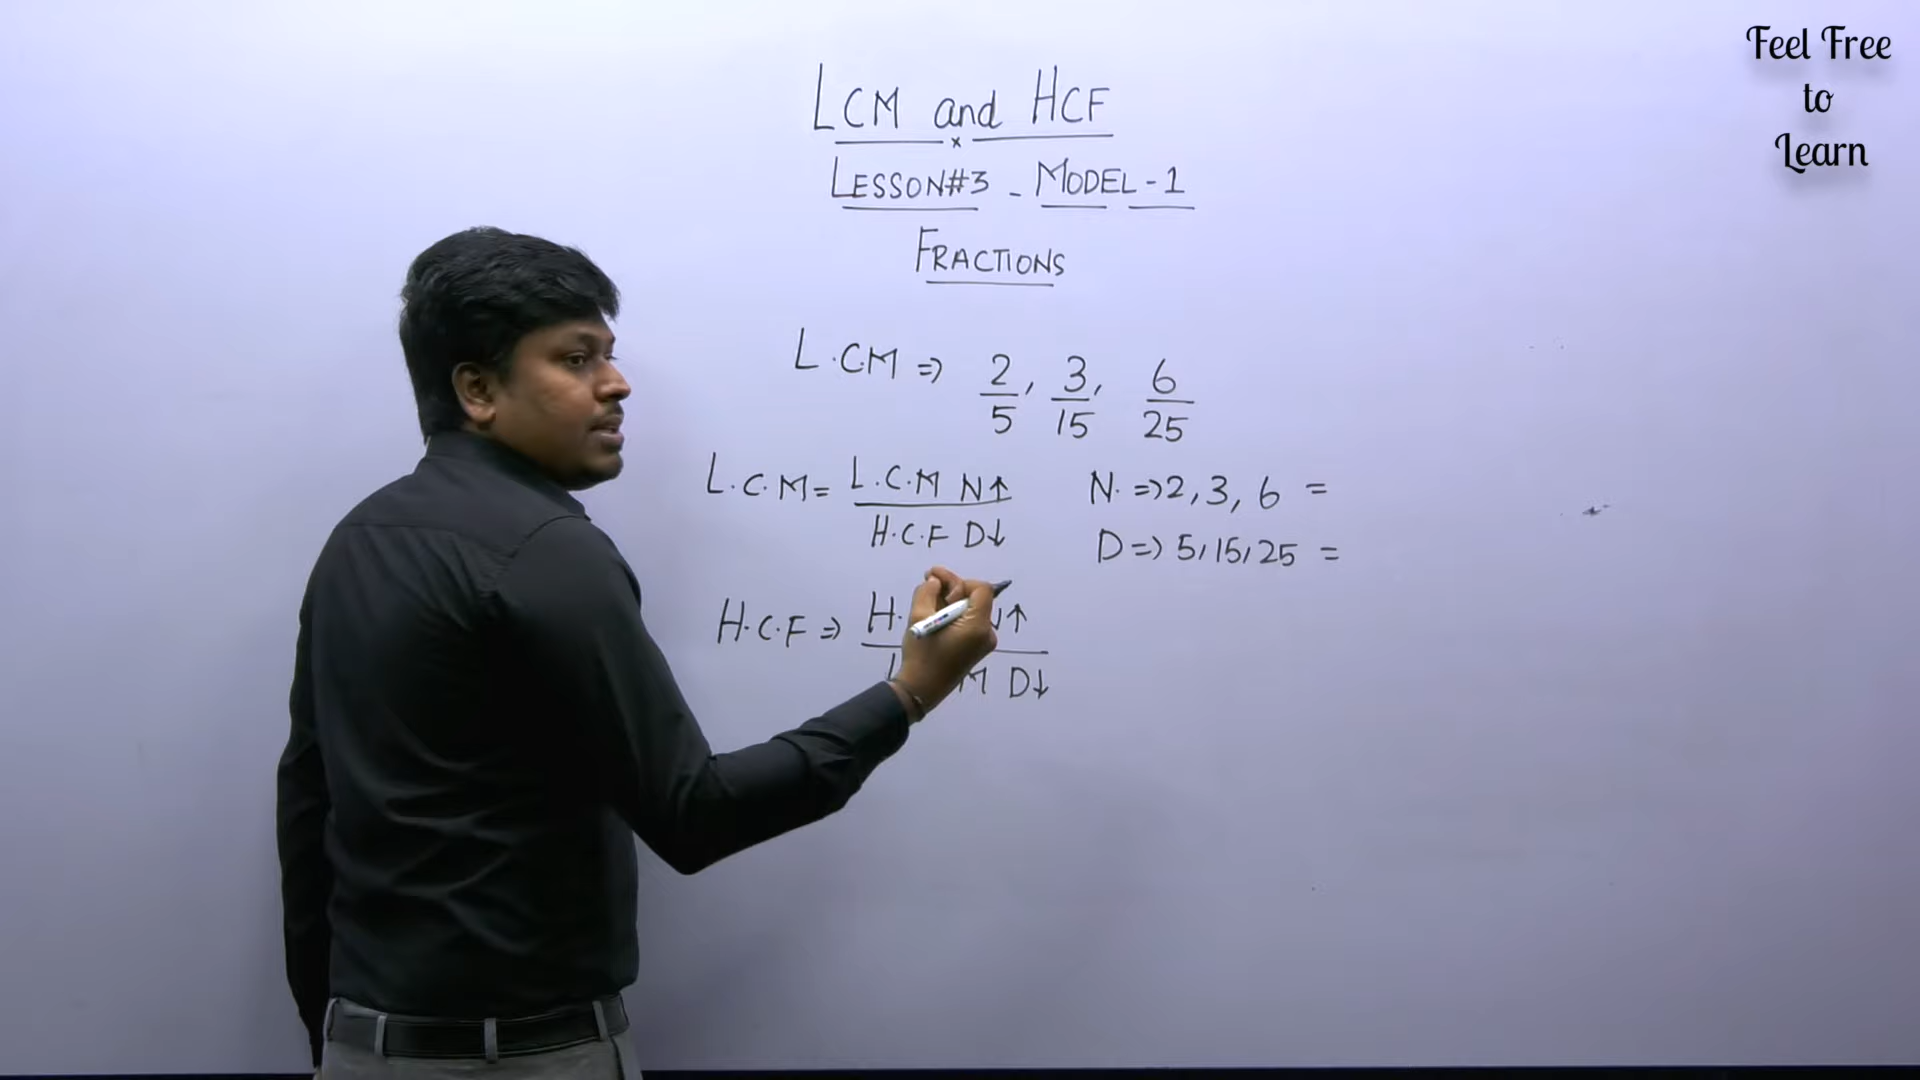 Feel Free
to
Learn
LCM and HCF
x
LESSON#3 - MODEL-1
FRACTIONS
L.CM ⇒ 2/5, 3/15, 6/25
L.C.M = L.C.M N↑ / H.C.F D↓
N. ⇒ 2, 3, 6 =
D ⇒ 5, 15, 25 =
H.C.F ⇒ H. N↑ / M D↓